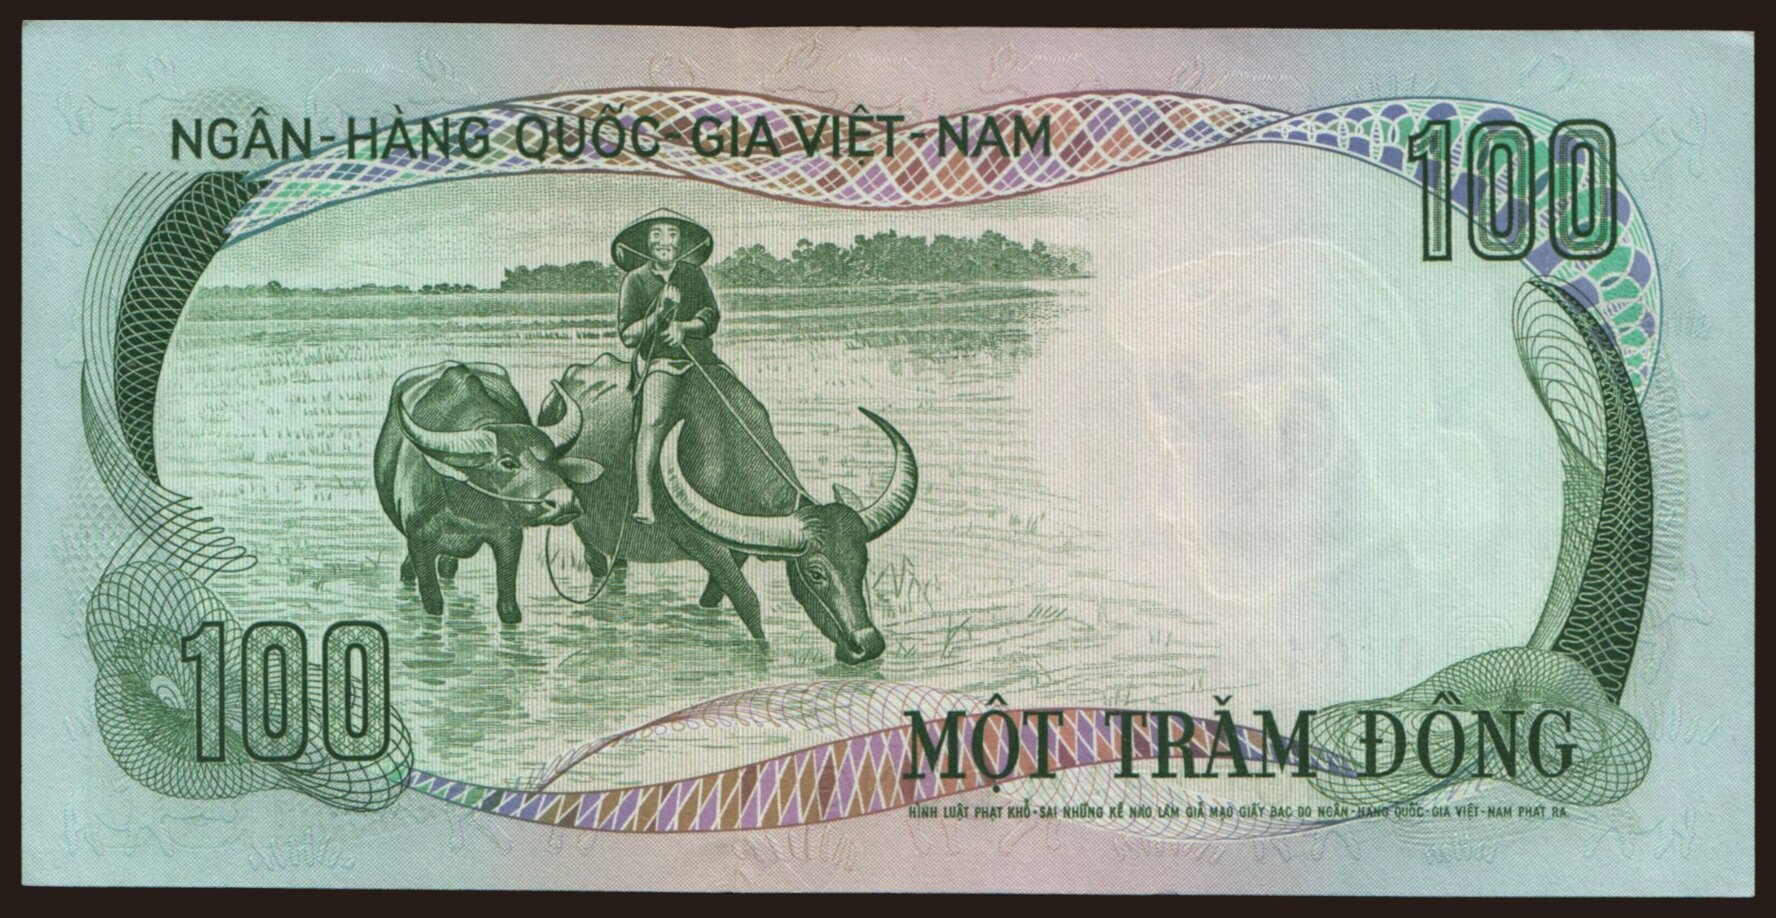 NGÂN-HÀNG QUỐC-GIA VIỆT-NAM
100
100
MỘT TRĂM ĐỒNG
HÌNH LUẬT PHẠT KHỔ-SAI NHỮNG KẺ NÀO LÀM GIẢ MẠO GIẤY BẠC DO NGÂN-HÀNG QUỐC-GIA VIỆT-NAM PHÁT RA.